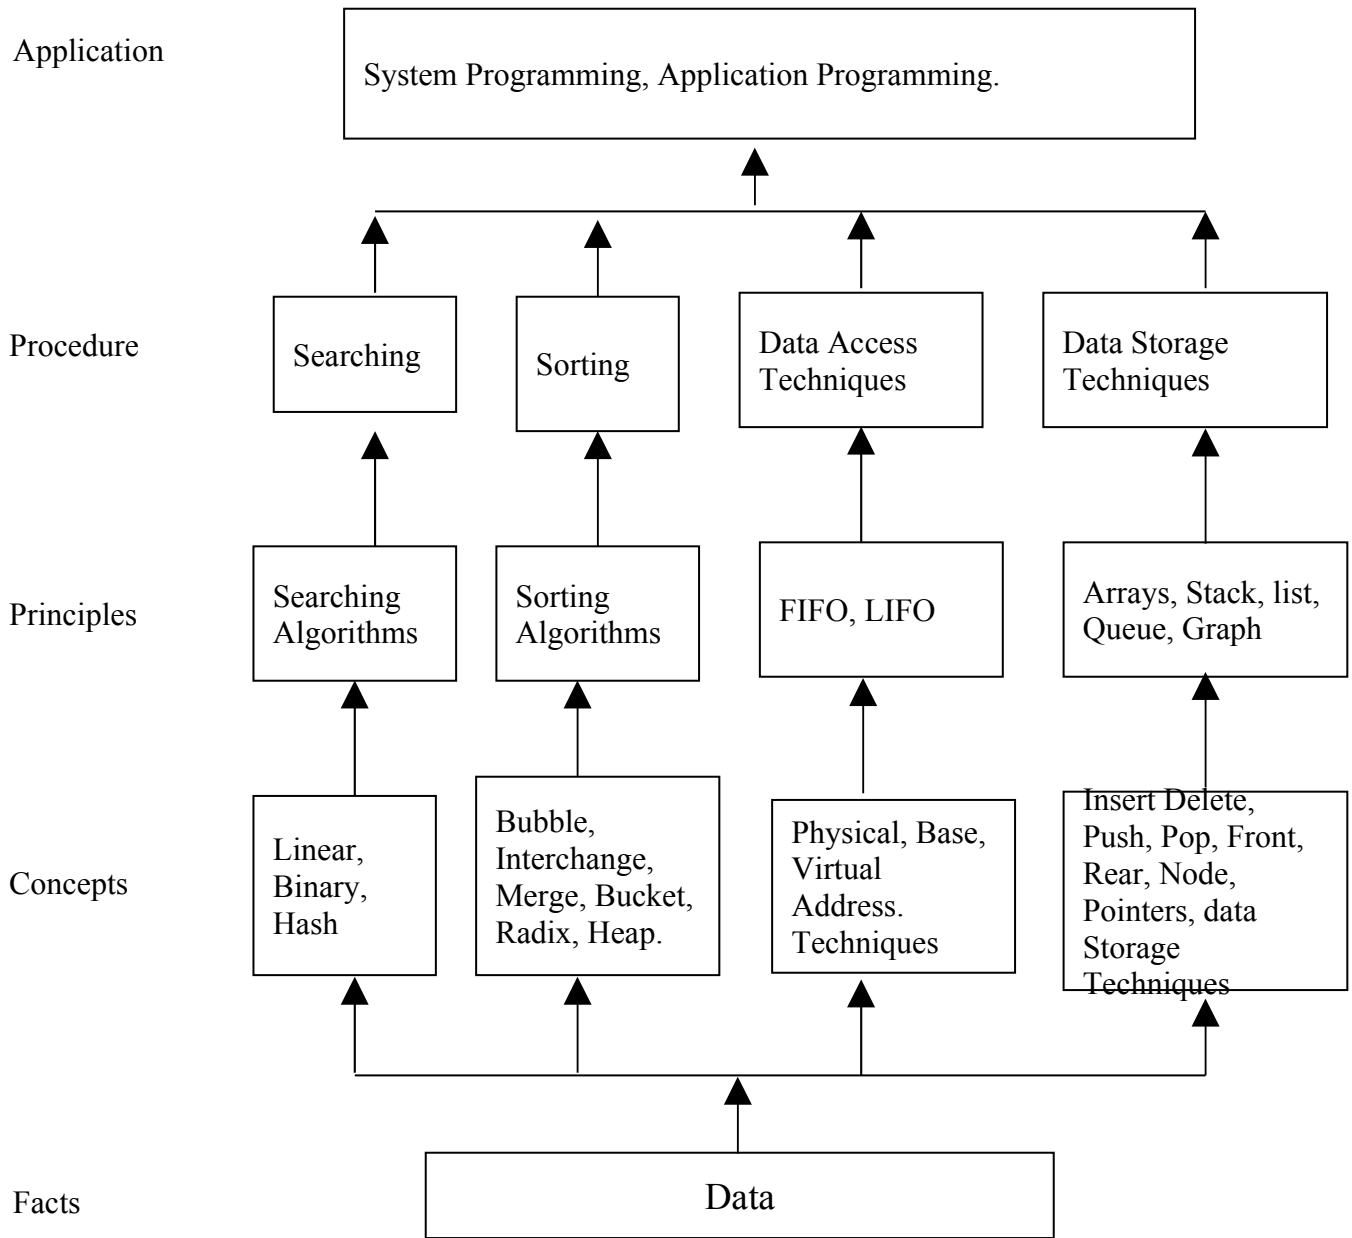 Application
System Programming, Application Programming.
Procedure
Searching
Sorting
Data Access
Techniques
Data Storage
Techniques
Principles
Searching
Algorithms
Sorting
Algorithms
FIFO, LIFO
Arrays, Stack, list,
Queue, Graph
Concepts
Linear,
Binary,
Hash
Bubble,
Interchange,
Merge, Bucket,
Radix, Heap.
Physical, Base,
Virtual
Address.
Techniques
Insert Delete,
Push, Pop, Front,
Rear, Node,
Pointers, data
Storage
Techniques
Facts
Data